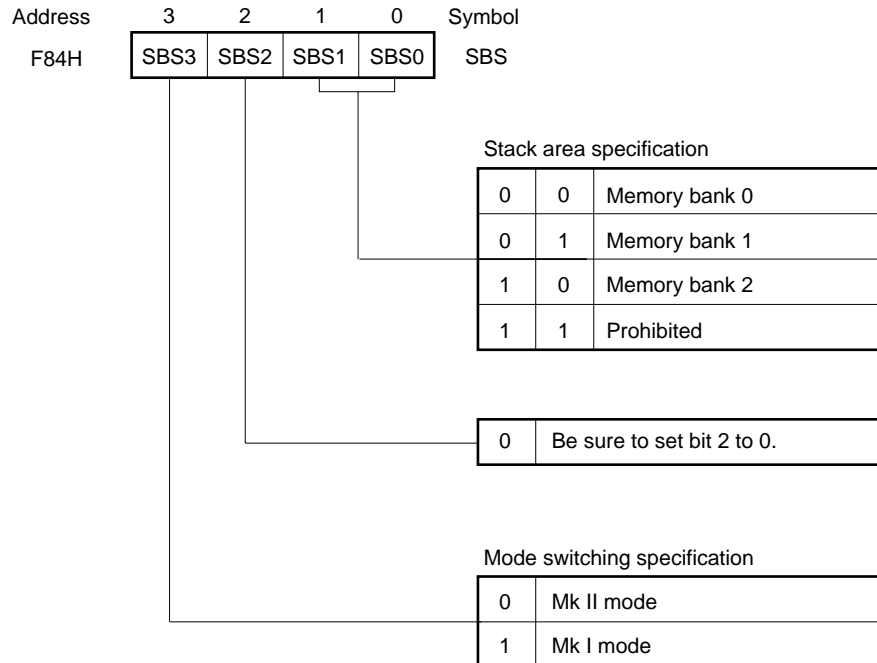 Address 3 2 1 0 Symbol
F84H SBS3 SBS2 SBS1 SBS0 SBS
Stack area specification
0 0 Memory bank 0
0 1 Memory bank 1
1 0 Memory bank 2
1 1 Prohibited
0 Be sure to set bit 2 to 0.
Mode switching specification
0 Mk II mode
1 Mk I mode